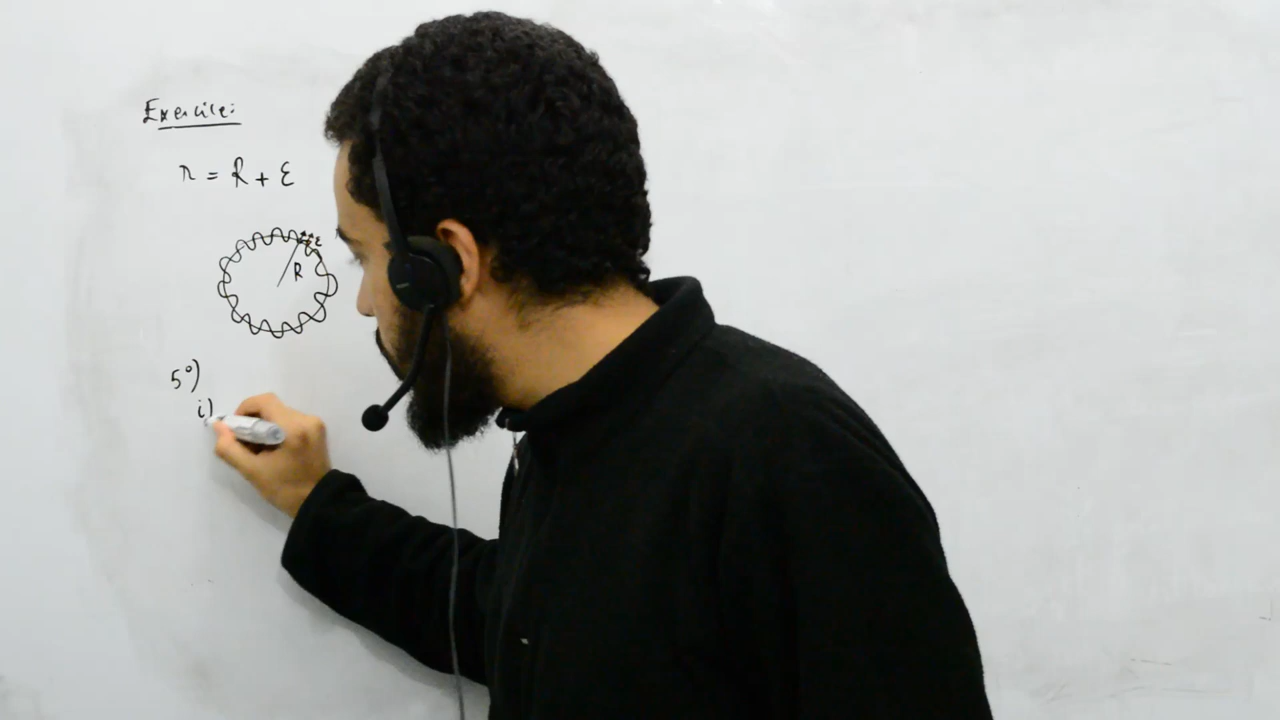 Exercice:
r = R + ε
ε
R
5°)
i)